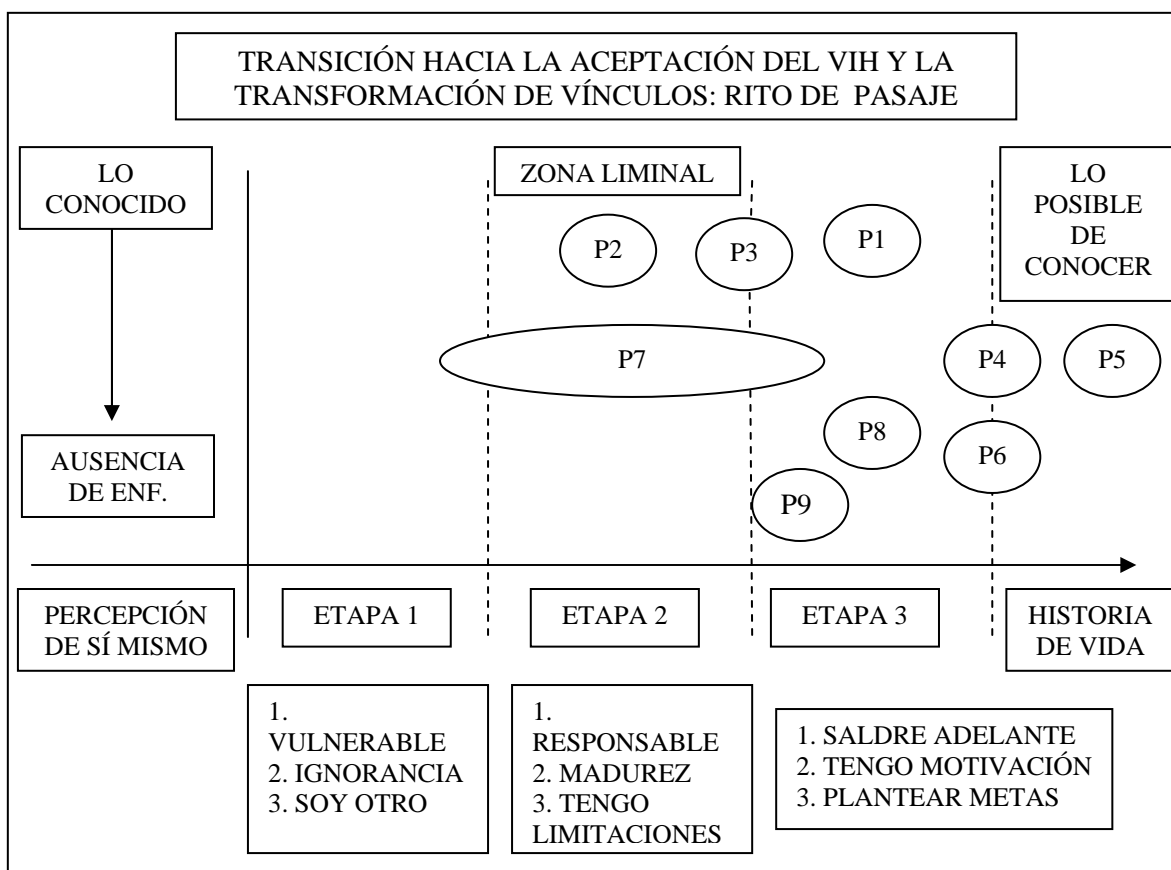 TRANSICIÓN HACIA LA ACEPTACIÓN DEL VIH Y LA
TRANSFORMACIÓN DE VÍNCULOS: RITO DE PASAJE
LO
CONOCIDO
ZONA LIMINAL
LO
POSIBLE
DE
CONOCER
P2
P3
P1
P7
P4
P5
P8
P6
P9
AUSENCIA
DE ENF.
PERCEPCIÓN
DE SÍ MISMO
ETAPA 1
ETAPA 2
ETAPA 3
HISTORIA
DE VIDA
1.
VULNERABLE
2. IGNORANCIA
3. SOY OTRO
1.
RESPONSABLE
2. MADUREZ
3. TENGO
LIMITACIONES
1. SALDRE ADELANTE
2. TENGO MOTIVACIÓN
3. PLANTEAR METAS